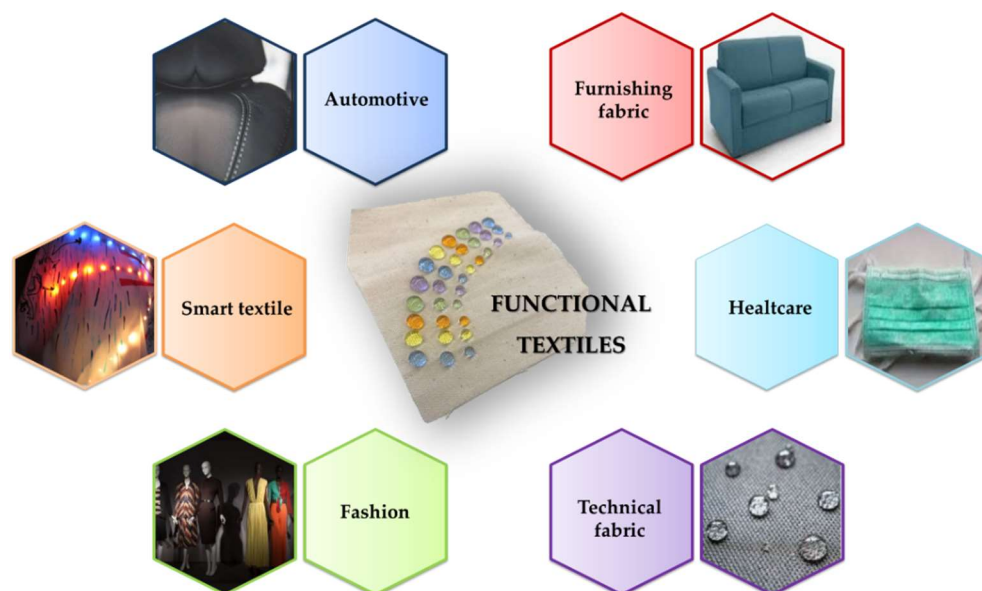 Automotive
Furnishing
fabric
Smart textile
FUNCTIONAL
TEXTILES
Healtcare
Fashion
Technical
fabric